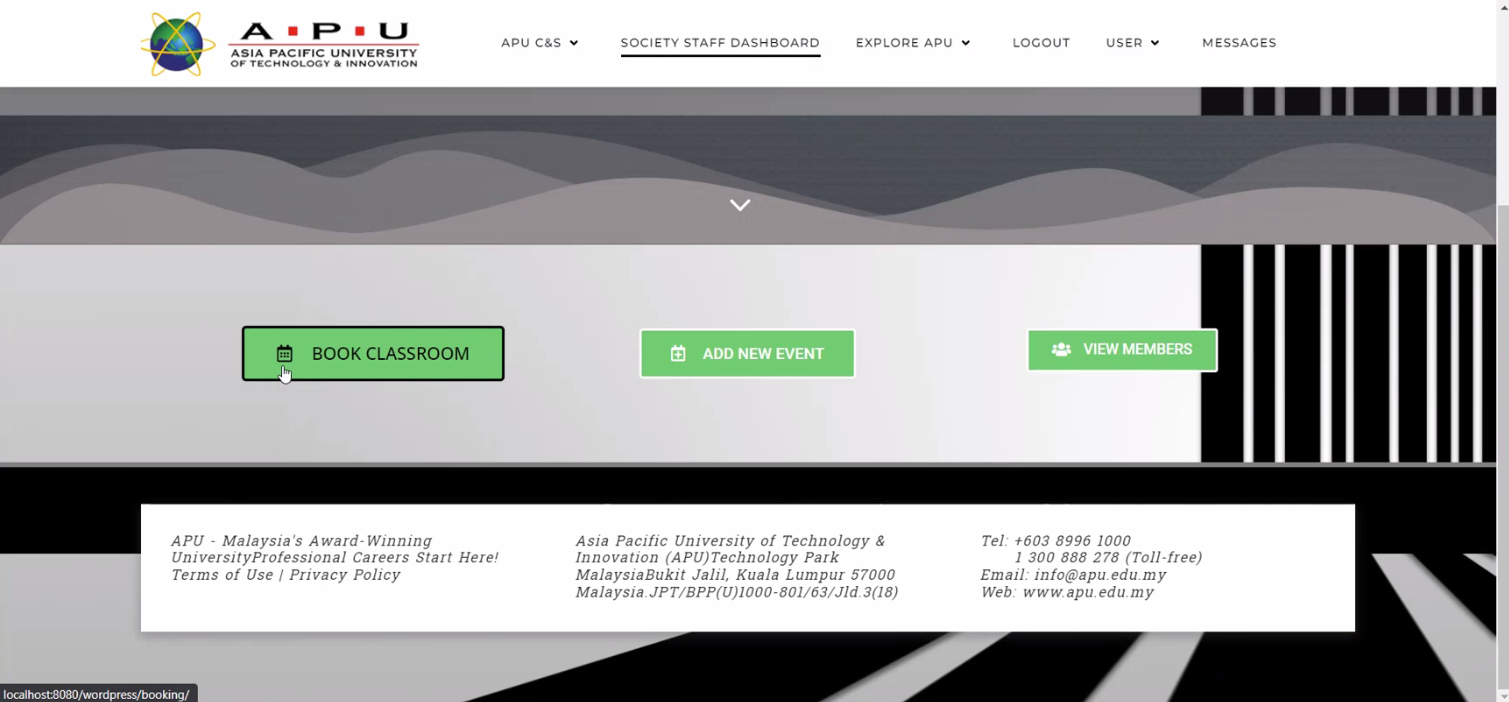 A·P·U
ASIA PACIFIC UNIVERSITY
OF TECHNOLOGY & INNOVATION
APU C&S
SOCIETY STAFF DASHBOARD
EXPLORE APU
LOGOUT
USER
MESSAGES
BOOK CLASSROOM
ADD NEW EVENT
VIEW MEMBERS
APU - Malaysia's Award-Winning
UniversityProfessional Careers Start Here!
Terms of Use | Privacy Policy
Asia Pacific University of Technology &
Innovation (APU)Technology Park
MalaysiaBukit Jalil, Kuala Lumpur 57000
Malaysia.JPT/BPP(U)1000-801/63/Jld.3(18)
Tel: +603 8996 1000
1 300 888 278 (Toll-free)
Email: info@apu.edu.my
Web: www.apu.edu.my
localhost:8080/wordpress/booking/